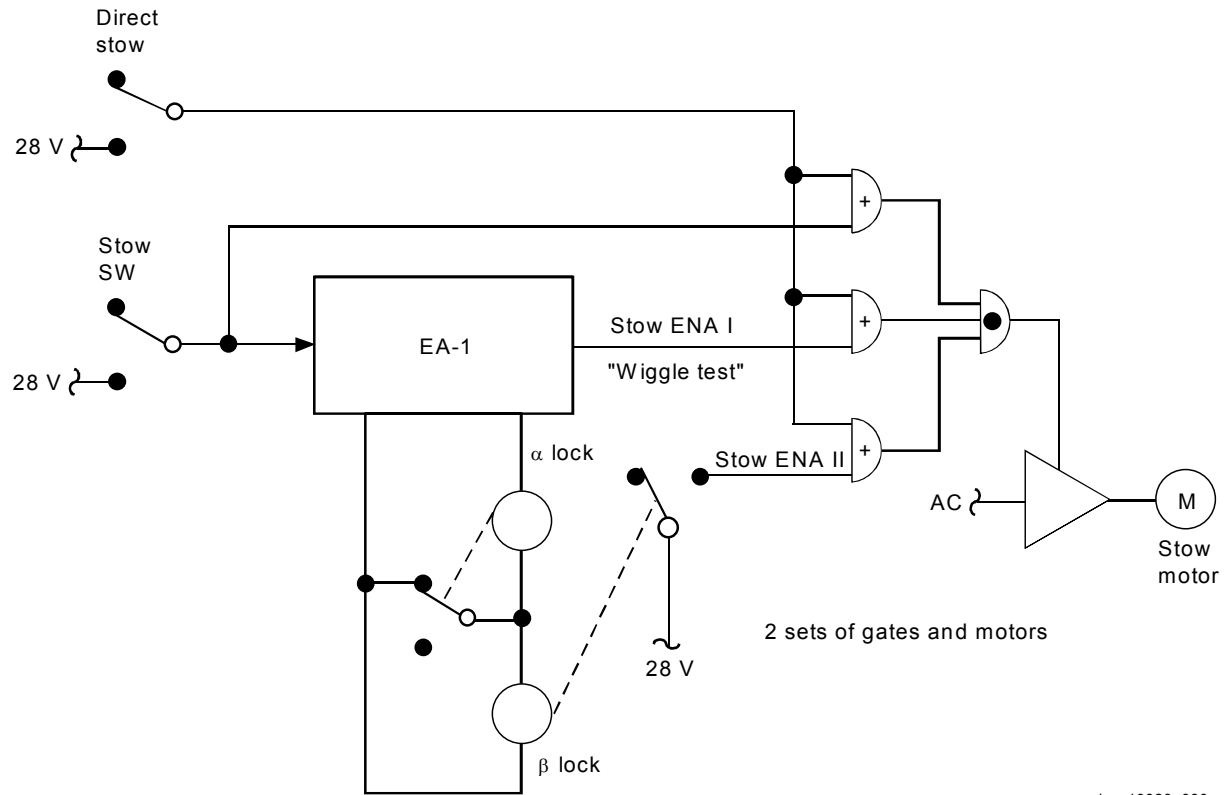 Direct
stow
28 V
+
Stow
SW
28 V
EA-1
Stow ENA I
"Wiggle test"
+
α lock
Stow ENA II
+
AC
M
Stow
motor
28 V
2 sets of gates and motors
β lock